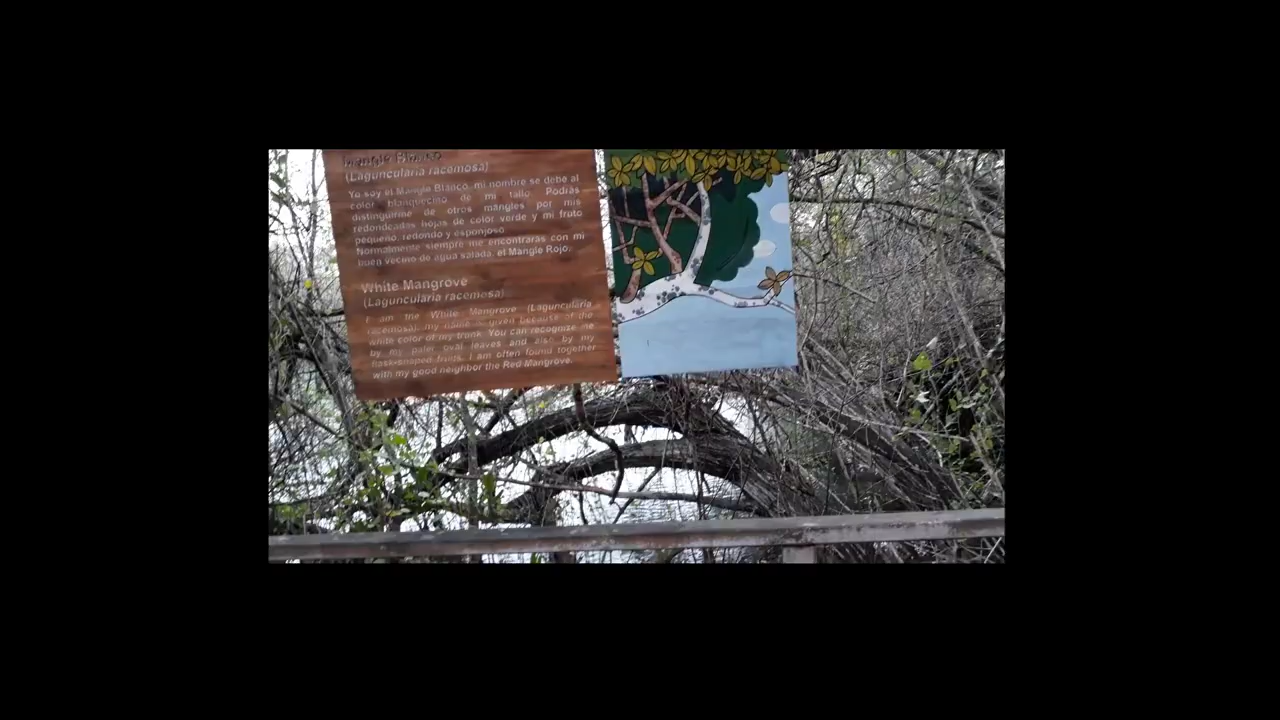 Mangle Blanco
(Laguncularia racemosa)
Yo soy el Mangle Blanco, mi nombre se debe al
color blanquecino de mi tallo. Podrás
distinguirme de otros mangles por mis
redondeadas hojas de color verde y mi fruto
pequeño, redondo y esponjoso
Normalmente siempre me encontraras con mi
buen vecino de agua salada, el Mangle Rojo.
White Mangrove
(Laguncularia racemosa)
I am the White Mangrove (Laguncularia
racemosa), my name is given because of the
white color of my trunk. You can recognize me
by my paler oval leaves and also by my
flask-shaped fruits. I am often found together
with my good neighbor the Red Mangrove.